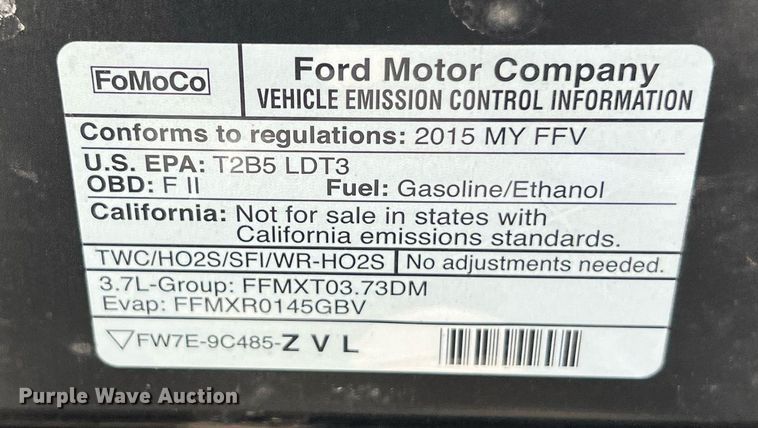 FoMoCo
Ford Motor Company
VEHICLE EMISSION CONTROL INFORMATION
Conforms to regulations: 2015 MY FFV
U.S. EPA: T2B5 LDT3
OBD: F II Fuel: Gasoline/Ethanol
California: Not for sale in states with
California emissions standards.
TWC/HO2S/SFI/WR-HO2S No adjustments needed.
3.7L-Group: FFMXT03.73DM
Evap: FFMXR0145GBV
FW7E-9C485-Z V L
Purple Wave Auction